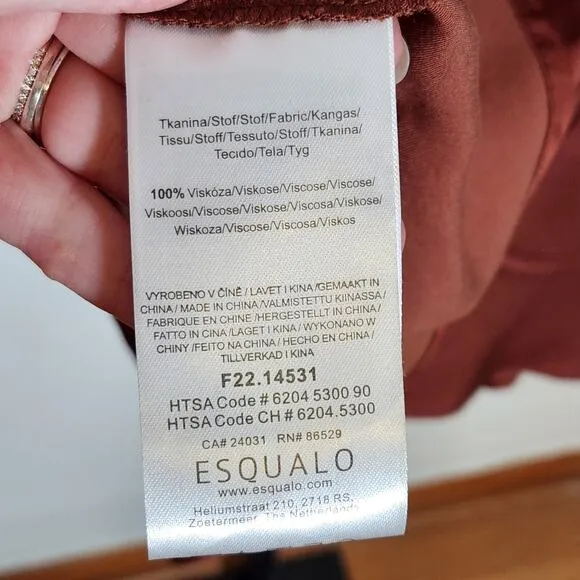 Tkanina/Stof/Stof/Fabric/Kangas/
Tissu/Stoff/Tessuto/Stoff/Tkanina/
Tecido/Tela/Tyg
100% Viskóza/Viskose/Viscose/Viscose/
Viskoosi/Viscose/Viskose/Viscosa/Viskose/
Wiskoza/Viscose/Viscosa/Viskos
VYROBENO V ČÍNĚ / LAVET I KINA /GEMAAKT IN
CHINA / MADE IN CHINA /VALMISTETTU KIINASSA /
FABRIQUE EN CHINE /HERGESTELLT IN CHINA /
FATTO IN CINA /LAGET I KINA / WYKONANO W
CHINY /FEITO NA CHINA / HECHO EN CHINA /
TILLVERKAD I KINA
F22.14531
HTSA Code # 6204 5300 90
HTSA Code CH # 6204.5300
CA# 24031 RN# 86529
ESQUALO
www.esqualo.com
Heliumstraat 210, 2718 RS,
Zoetermeer, The Netherlands